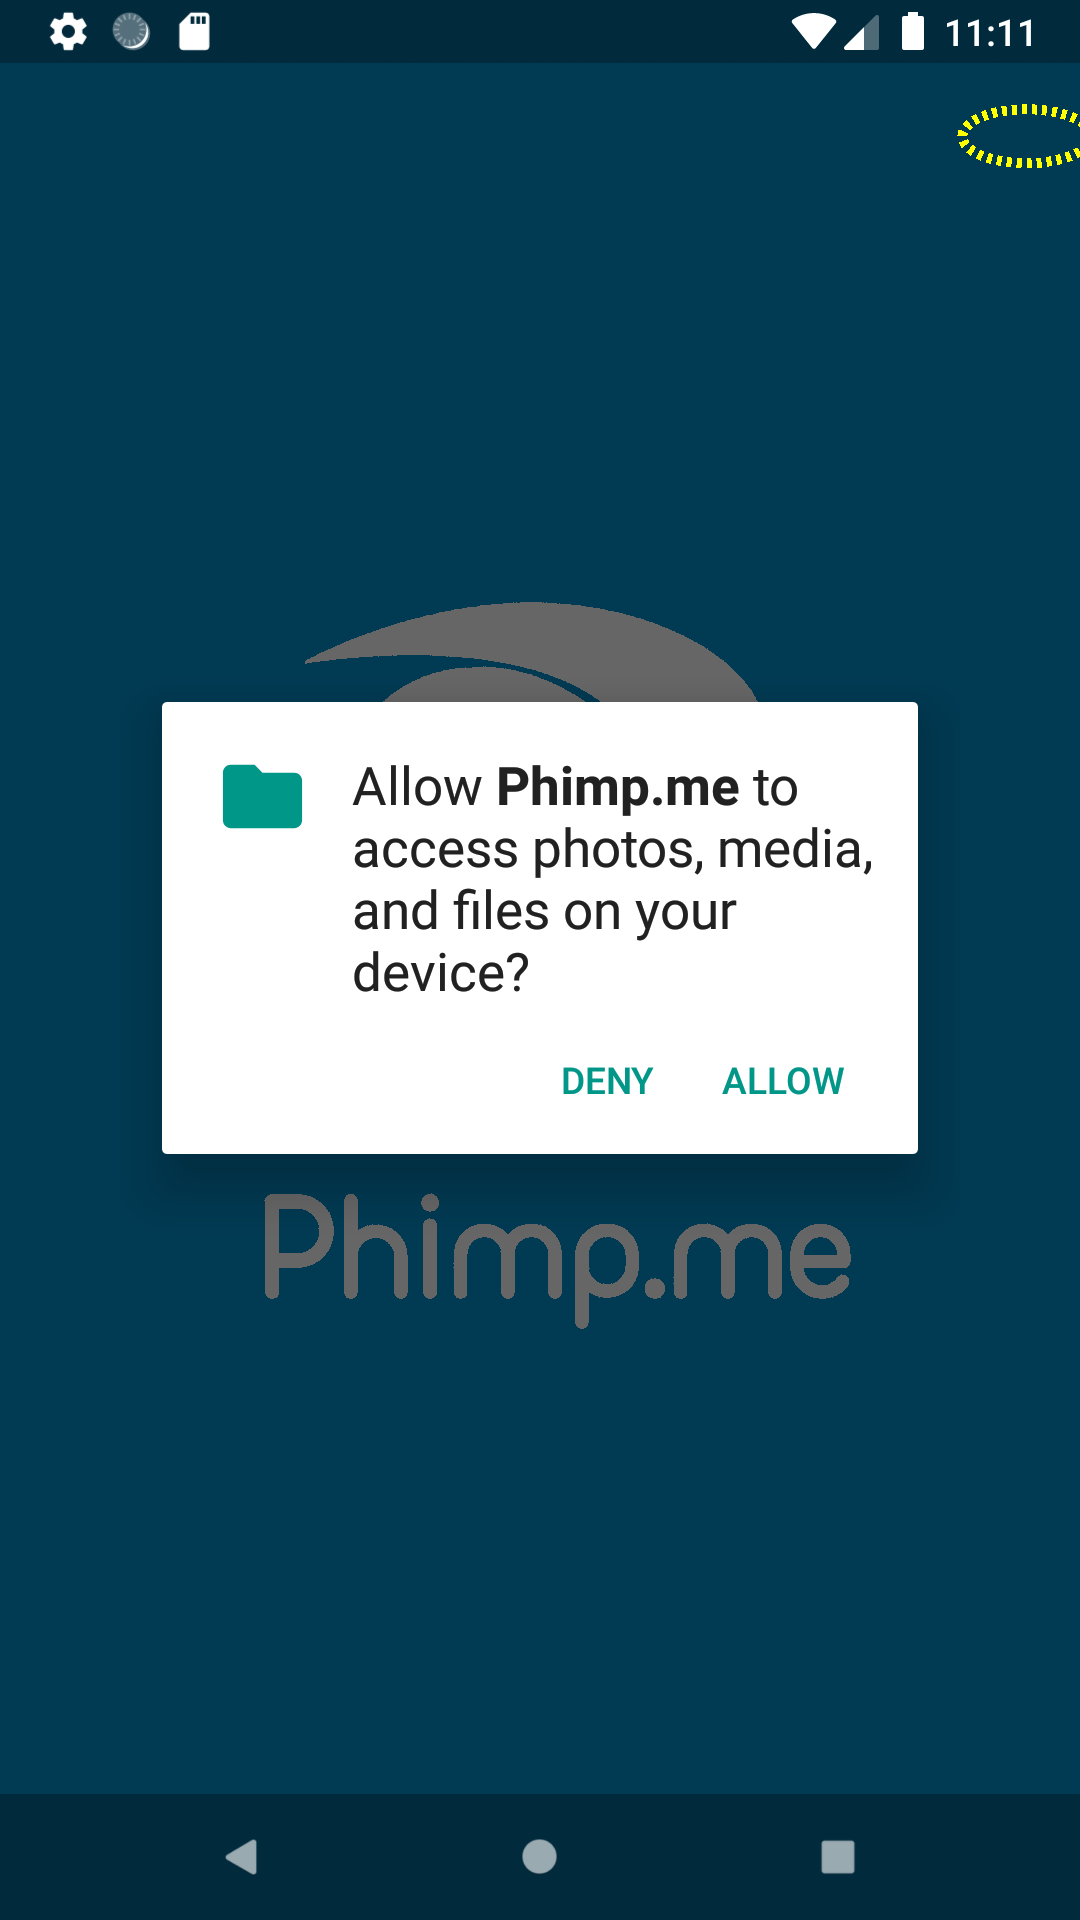 11:11
Allow Phimp.me to
access photos, media,
and files on your
device?
DENY ALLOW
Phimp.me